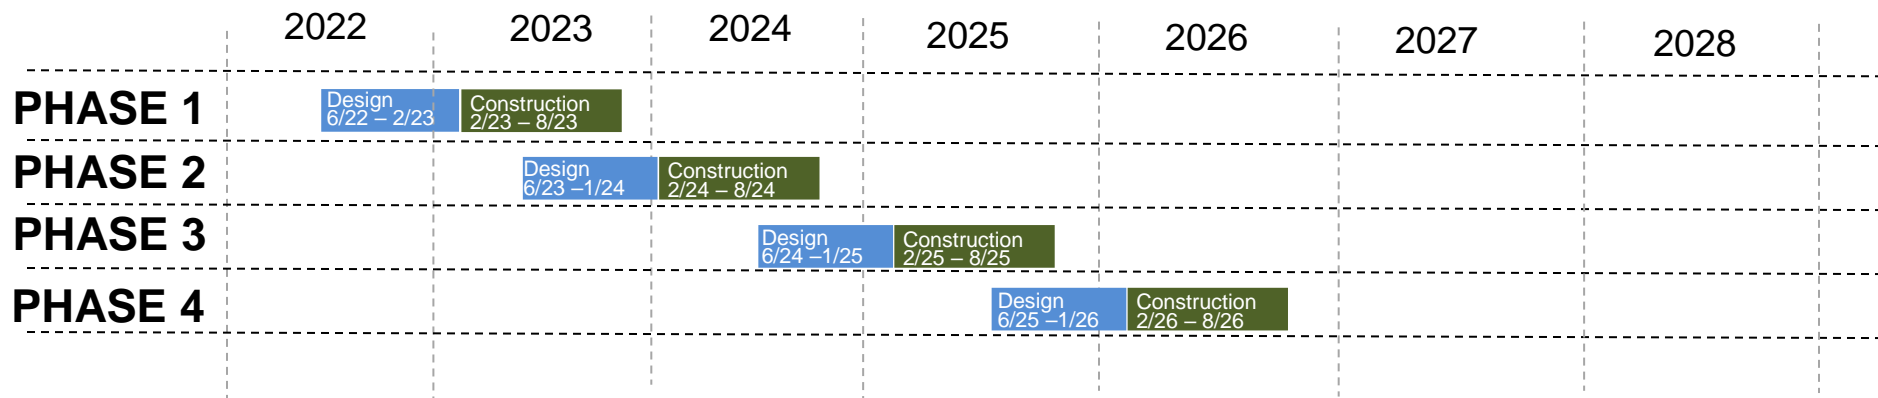 2022 2023 2024 2025 2026 2027 2028
PHASE 1
Design
6/22 – 2/23
Construction
2/23 – 8/23
PHASE 2
Design
6/23 –1/24
Construction
2/24 – 8/24
PHASE 3
Design
6/24 –1/25
Construction
2/25 – 8/25
PHASE 4
Design
6/25 –1/26
Construction
2/26 – 8/26